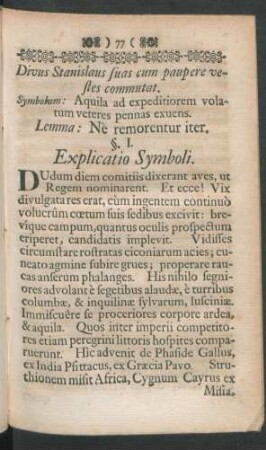 ) 77 (
Divus Stanislaus suas cum paupere ve-
stes commutat.
Symbolum: Aquila ad expeditiorem vola-
tum veteres pennas exuens.
Lemma: Nè remorentur iter.
§. I.
Explicatio Symboli.
DUdum diem comitiis dixerant aves, ut
Regem nominarent. Et ecce! Vix
divulgata res erat, cùm ingentem continuò
volucrûm cœtum suis sedibus excivit: bre-
vique campum, quantus oculis prospectum
eriperet, candidatis implevit. Vidisses
circumstare rostratas ciconiarum acies; cu-
neato agmine subire grues; properare rau-
cas anserum phalanges. His nihilo segni-
ores advolant è segetibus alaudæ, è turribus
columbæ, & inquilinæ sylvarum, lusciniæ.
Immiscuêre se proceriores corpore ardea,
& aquila. Quos inter imperii competito-
res etiam peregrini littoris hospites compa-
ruerunt. Hic advenit de Phaside Gallus,
ex India Psittacus, ex Græcia Pavo. Stru-
thionem misit Africa, Cygnum Cayrus ex
Misia.